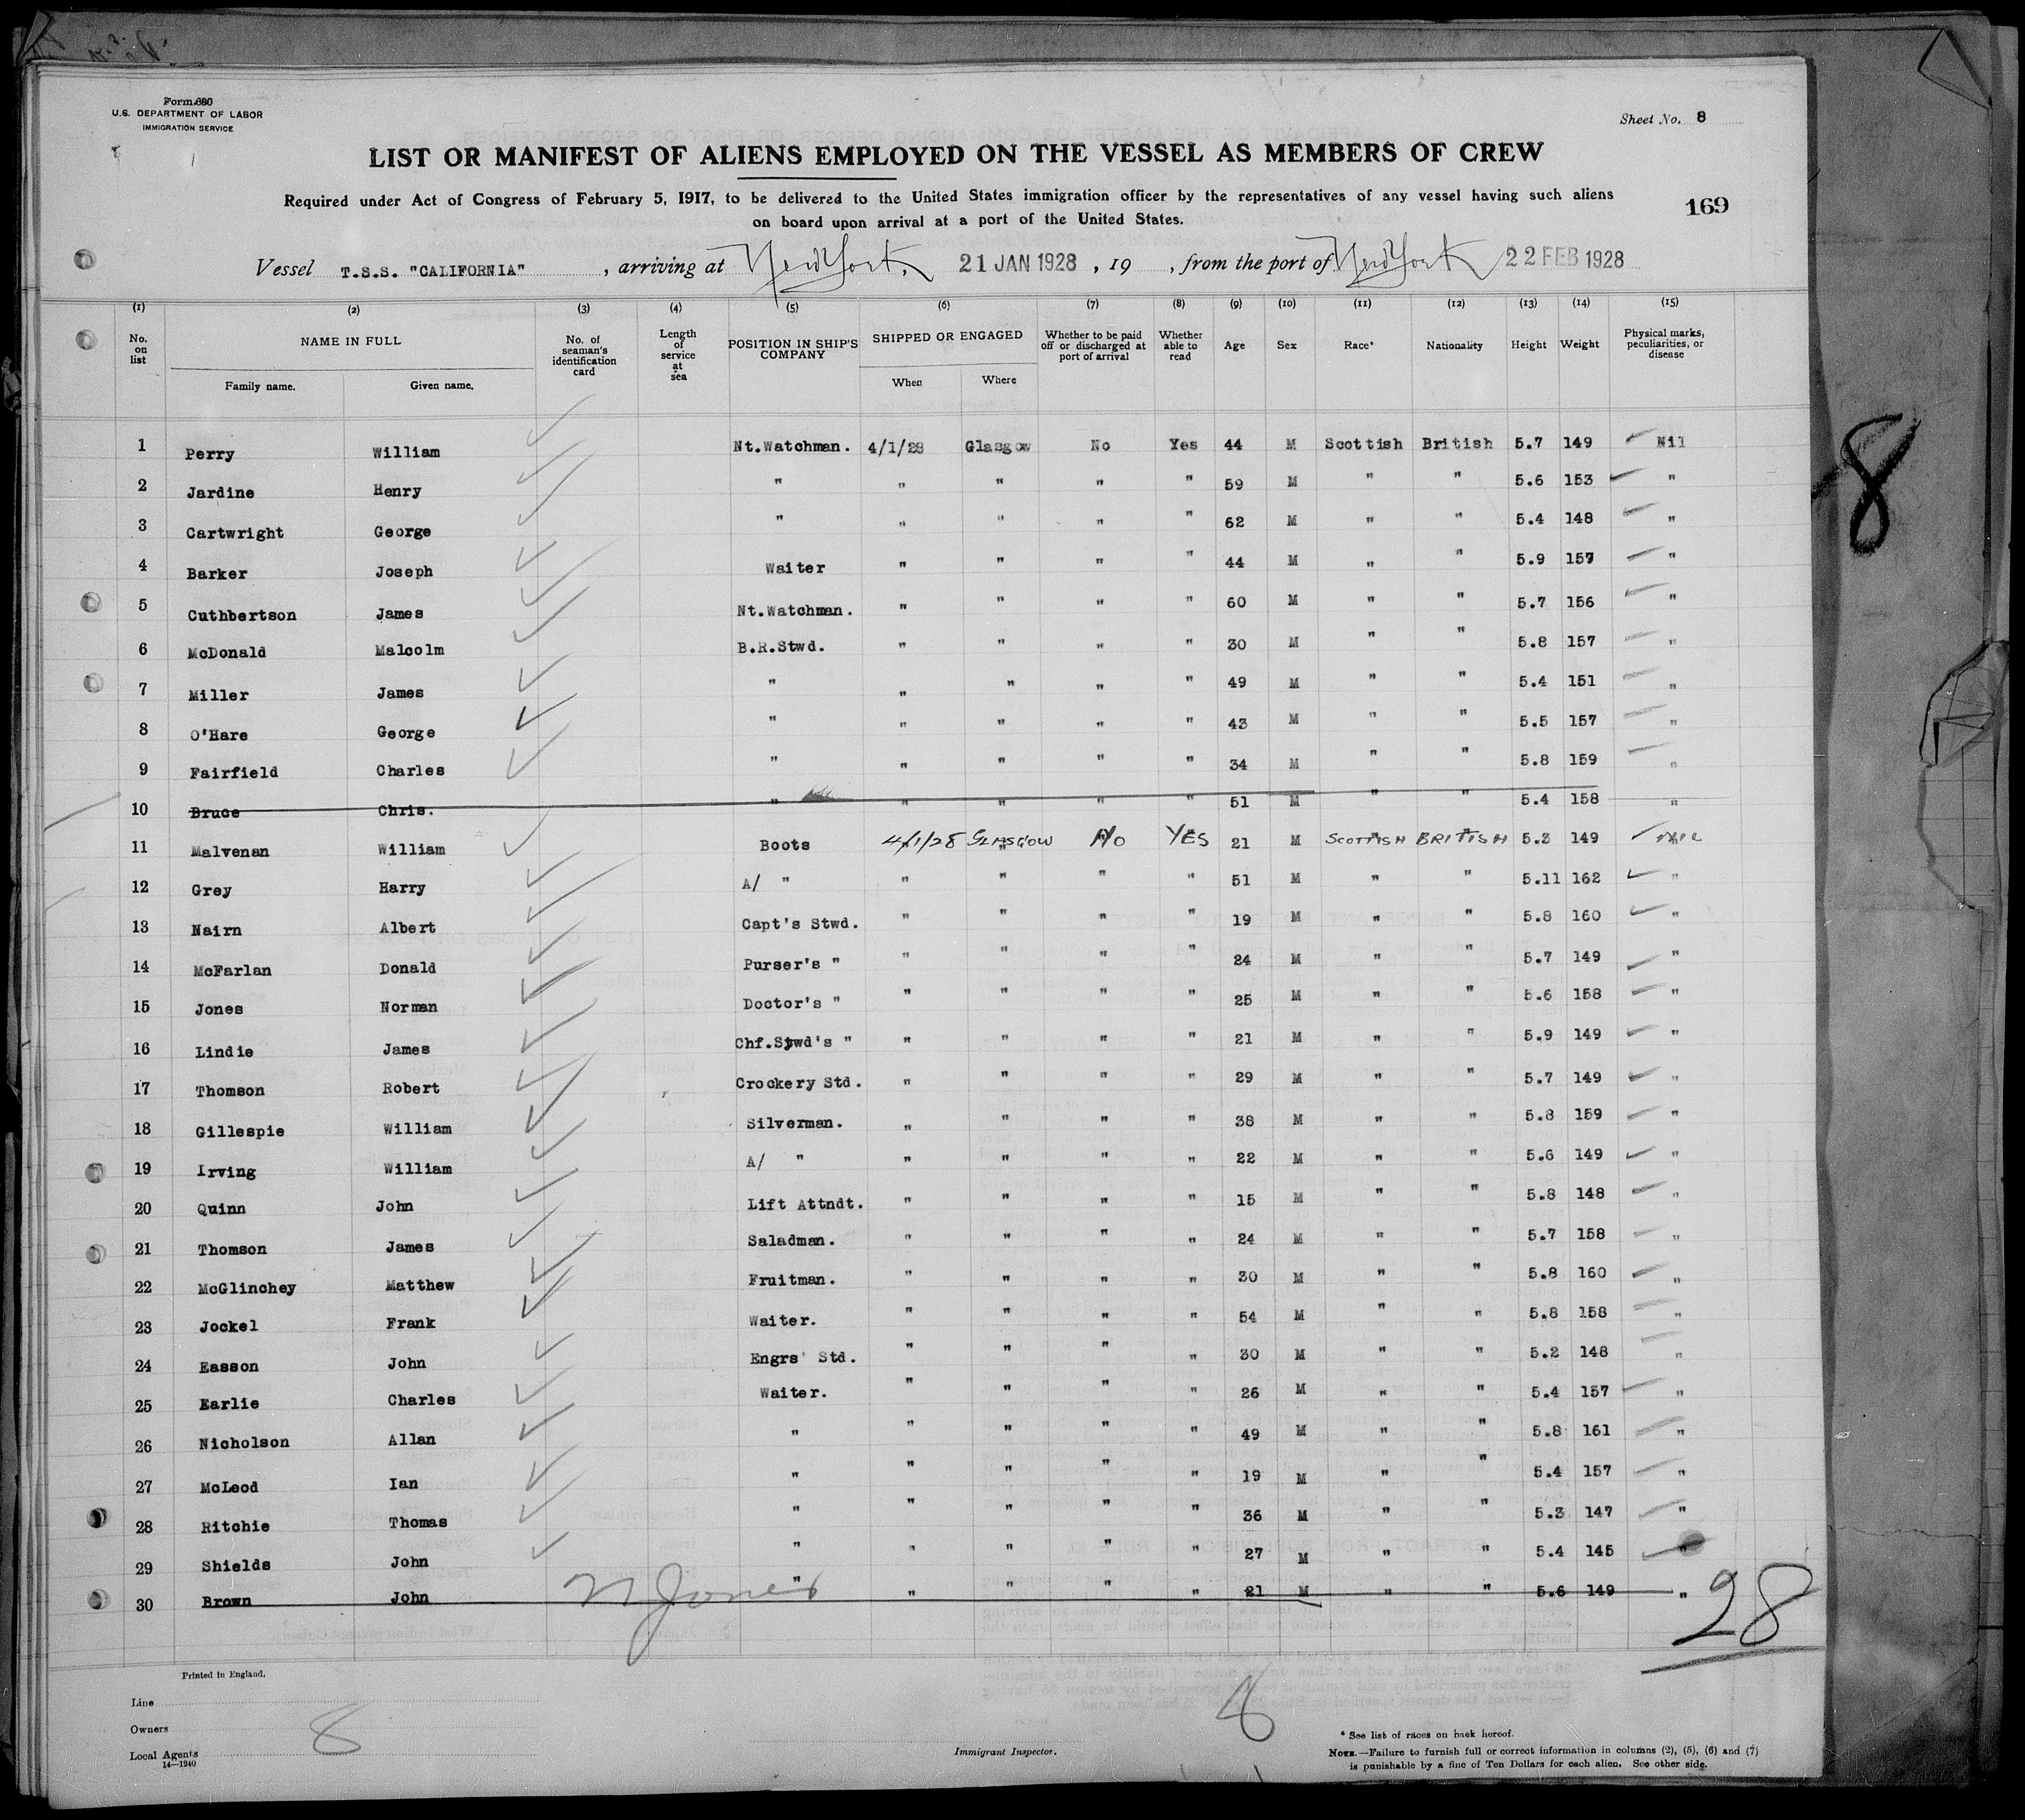 Form 680
U.S. DEPARTMENT OF LABOR
IMMIGRATION SERVICE
Sheet No. 8
LIST OR MANIFEST OF ALIENS EMPLOYED ON THE VESSEL AS MEMBERS OF CREW
Required under Act of Congress of February 5, 1917, to be delivered to the United States immigration officer by the representatives of any vessel having such aliens
on board upon arrival at a port of the United States.
169
Vessel T.S.S. "CALIFORNIA" , arriving at New York, 21 JAN 1928 , 19 , from the port of New York 22 FEB 1928
(1) (2) (3) (4) (5) (6) (7) (8) (9) (10) (11) (12) (13) (14) (15)
No. on list NAME IN FULL Family name. Given name. No. of seaman's identification card Length of service at sea POSITION IN SHIP'S COMPANY SHIPPED OR ENGAGED When Where Whether to be paid off or discharged at port of arrival Whether able to read Age Sex Race* Nationality Height Weight Physical marks, peculiarities, or disease
1 Perry William Nt.Watchman. 4/1/28 Glasgow No Yes 44 M Scottish British 5.7 149 Nil
2 Jardine Henry " " " " " 59 M " " 5.6 153 "
3 Cartwright George " " " " " 62 M " " 5.4 148 "
4 Barker Joseph Waiter " " " " 44 M " " 5.9 157 "
5 Cuthbertson James Nt.Watchman. " " " " 60 M " " 5.7 156 "
6 McDonald Malcolm B.R.Stwd. " " " " 30 M " " 5.8 157 "
7 Miller James " " " " " 49 M " " 5.4 151 "
8 O'Hare George " " " " " 43 M " " 5.5 157 "
9 Fairfield Charles " " " " " 34 M " " 5.8 159 "
10 Bruce Chris. " " " " " 51 M " " 5.4 158 "
11 Malvenan William Boots 4/1/28 GLASGOW No YES 21 M SCOTTISH BRITISH 5.3 149 NIL
12 Grey Harry A/ " " " " " 51 M " " 5.11 162 "
13 Nairn Albert Capt's Stwd. " " " " 19 M " " 5.8 160 "
14 McFarlan Donald Purser's " " " " " 24 M " " 5.7 149 "
15 Jones Norman Doctor's " " " " " 25 M " " 5.6 158 "
16 Lindie James Chf.Stwd's " " " " " 21 M " " 5.9 149 "
17 Thomson Robert Crockery Std. " " " " 29 M " " 5.7 149 "
18 Gillespie William Silverman. " " " " 38 M " " 5.8 159 "
19 Irving William A/ " " " " " 22 M " " 5.6 149 "
20 Quinn John Lift Attndt. " " " " 15 M " " 5.8 148 "
21 Thomson James Saladman. " " " " 24 M " " 5.7 158 "
22 McGlinchey Matthew Fruitman. " " " " 30 M " " 5.8 160 "
23 Jockel Frank Waiter. " " " " 54 M " " 5.8 158 "
24 Easson John Engrs' Std. " " " " 30 M " " 5.2 148 "
25 Earlie Charles Waiter. " " " " 26 M " " 5.4 157 "
26 Nicholson Allan " " " " " 49 M " " 5.8 161 "
27 McLeod Ian " " " " " 19 M " " 5.4 157 "
28 Ritchie Thomas " " " " " 36 M " " 5.3 147 "
29 Shields John " " " " " 27 M " " 5.4 145 "
30 Brown John " " " " " 21 M " " 5.6 149 "
N Jones
28
8
Printed in England.
Line
Owners
Local Agents
14—1240
8
8
Immigrant Inspector.
* See list of races on back hereof.
NOTE.—Failure to furnish full or correct information in columns (2), (5), (6) and (7)
is punishable by a fine of Ten Dollars for each alien. See other side.